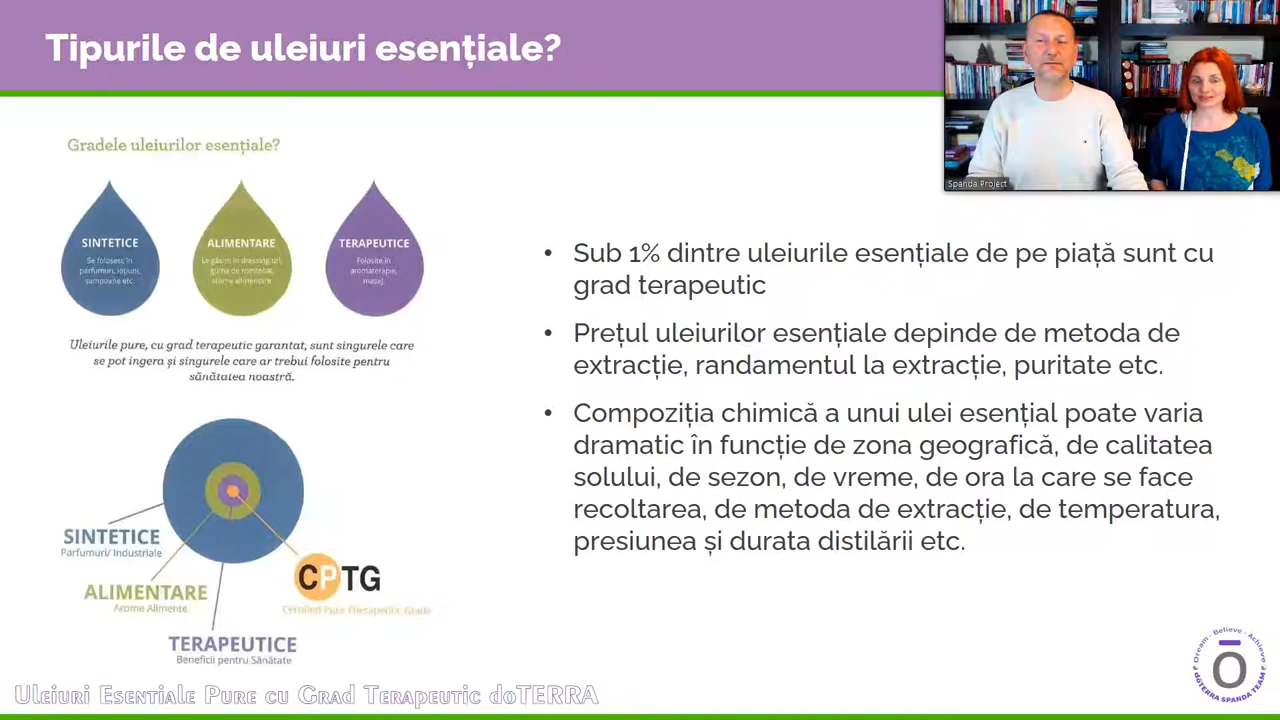 Tipurile de uleiuri esențiale?
Spanda Project
Gradele uleiurilor esențiale?
SINTETICE
Se folosesc în
parfumuri, loțiuni,
șampoane etc.
ALIMENTARE
Le găsim în dressinguri,
guma de mestecat,
arome alimentare.
TERAPEUTICE
Folosite în
aromaterapie,
masaj.
Uleiurile pure, cu grad terapeutic garantat, sunt singurele care
se pot ingera și singurele care ar trebui folosite pentru
sănătatea noastră.
SINTETICE
Parfumuri/ Industriale
ALIMENTARE
Arome Alimente
CPTG
Certified Pure Therapeutic Grade
TERAPEUTICE
Beneficii pentru Sănătate
• Sub 1% dintre uleiurile esențiale de pe piață sunt cu
grad terapeutic
• Prețul uleiurilor esențiale depinde de metoda de
extracție, randamentul la extracție, puritate etc.
• Compoziția chimică a unui ulei esențial poate varia
dramatic în funcție de zona geografică, de calitatea
solului, de sezon, de vreme, de ora la care se face
recoltarea, de metoda de extracție, de temperatura,
presiunea și durata distilării etc.
Uleiuri Esentiale Pure cu Grad Terapeutic doTERRA
Dream - Believe - Achieve
Ō
dōTERRA SPANDA TEAM